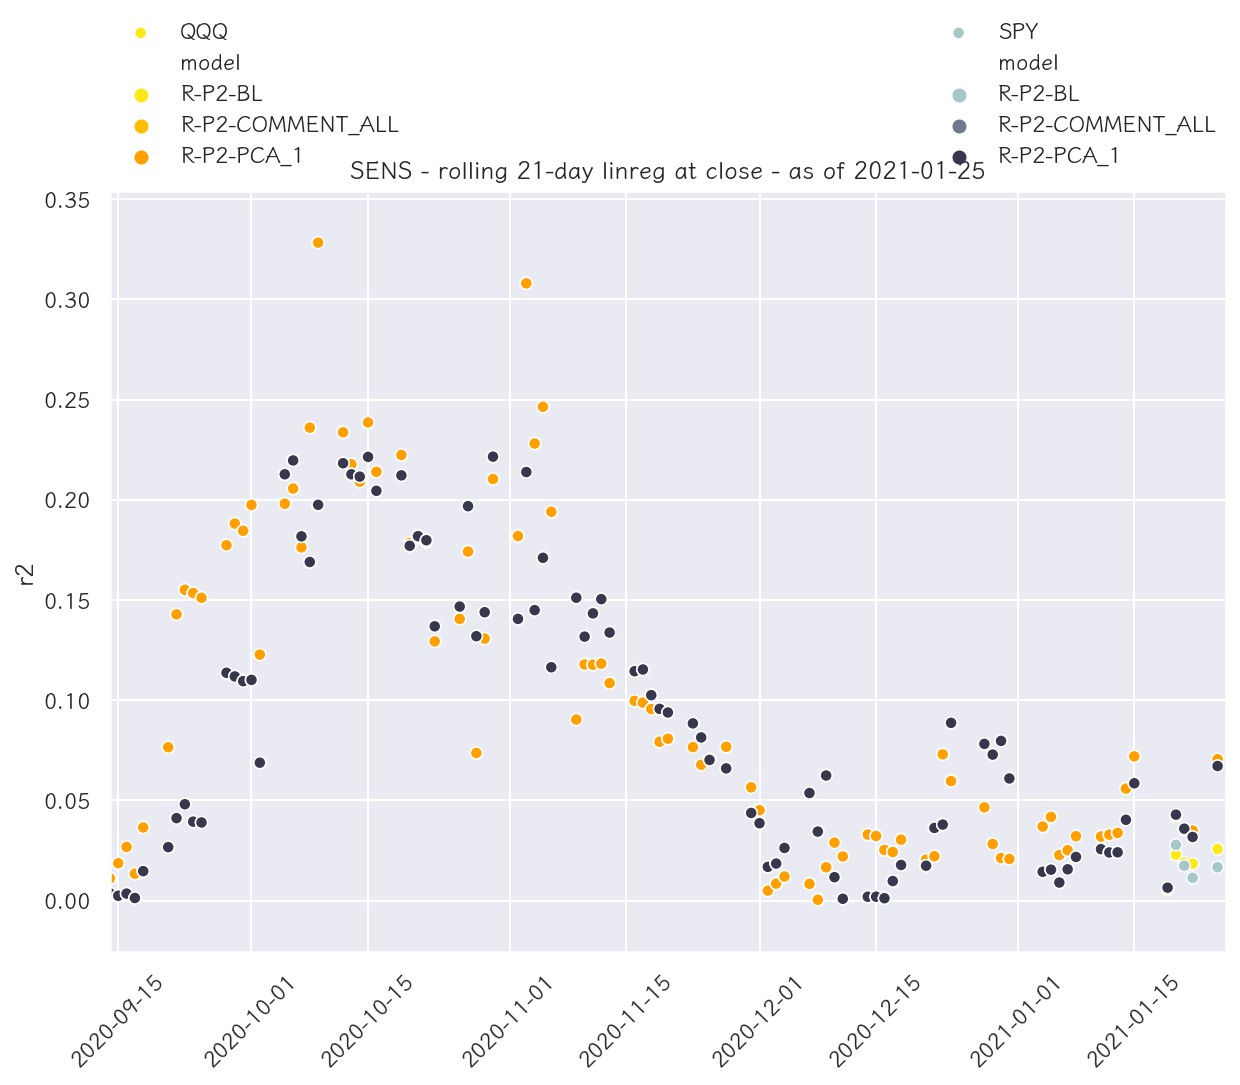 QQQ
model
R-P2-BL
R-P2-COMMENT_ALL
R-P2-PCA_1
SPY
model
R-P2-BL
R-P2-COMMENT_ALL
R-P2-PCA_1
SENS - rolling 21-day linreg at close - as of 2021-01-25
0.35
0.30
0.25
0.20
0.15
0.10
0.05
0.00
r2
2020-09-15
2020-10-01
2020-10-15
2020-11-01
2020-11-15
2020-12-01
2020-12-15
2021-01-01
2021-01-15